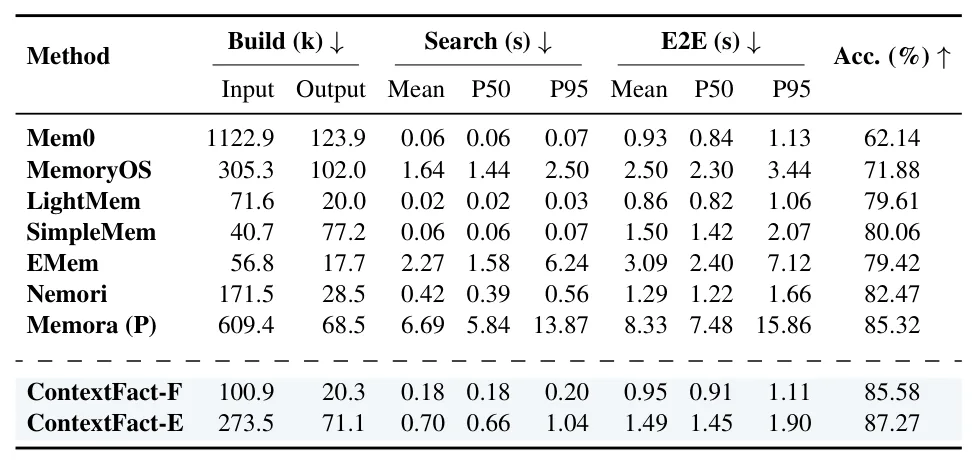 Method Build (k) ↓ Search (s) ↓ E2E (s) ↓ Acc. (%) ↑
Input Output Mean P50 P95 Mean P50 P95
Mem0 1122.9 123.9 0.06 0.06 0.07 0.93 0.84 1.13 62.14
MemoryOS 305.3 102.0 1.64 1.44 2.50 2.50 2.30 3.44 71.88
LightMem 71.6 20.0 0.02 0.02 0.03 0.86 0.82 1.06 79.61
SimpleMem 40.7 77.2 0.06 0.06 0.07 1.50 1.42 2.07 80.06
EMem 56.8 17.7 2.27 1.58 6.24 3.09 2.40 7.12 79.42
Nemori 171.5 28.5 0.42 0.39 0.56 1.29 1.22 1.66 82.47
Memora (P) 609.4 68.5 6.69 5.84 13.87 8.33 7.48 15.86 85.32
ContextFact-F 100.9 20.3 0.18 0.18 0.20 0.95 0.91 1.11 85.58
ContextFact-E 273.5 71.1 0.70 0.66 1.04 1.49 1.45 1.90 87.27